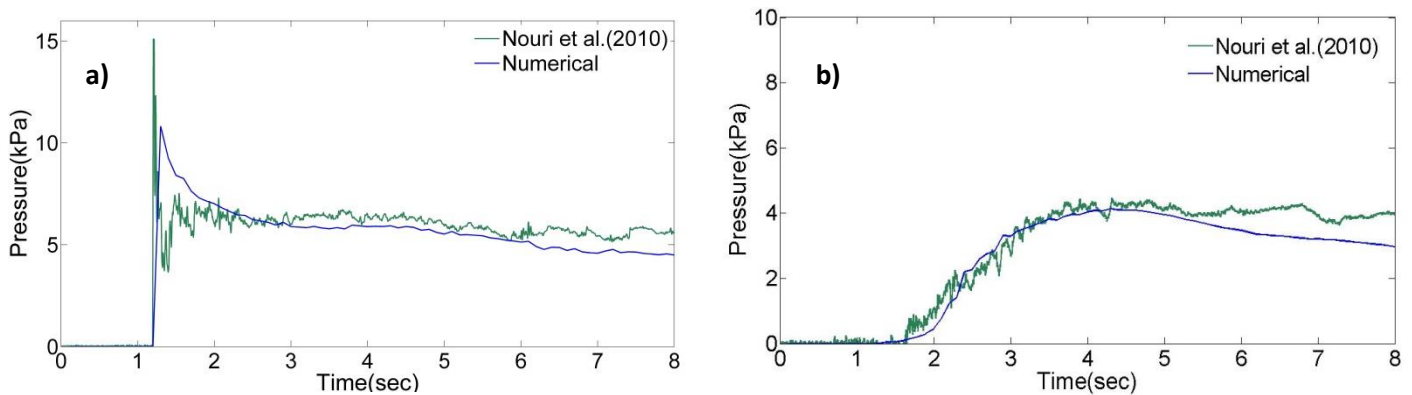 a)
Nouri et al.(2010)
Numerical
Pressure(kPa)
15
10
5
0
0 1 2 3 4 5 6 7 8
Time(sec)
b)
Nouri et al.(2010)
Numerical
Pressure(kPa)
10
8
6
4
2
0
0 1 2 3 4 5 6 7 8
Time(sec)